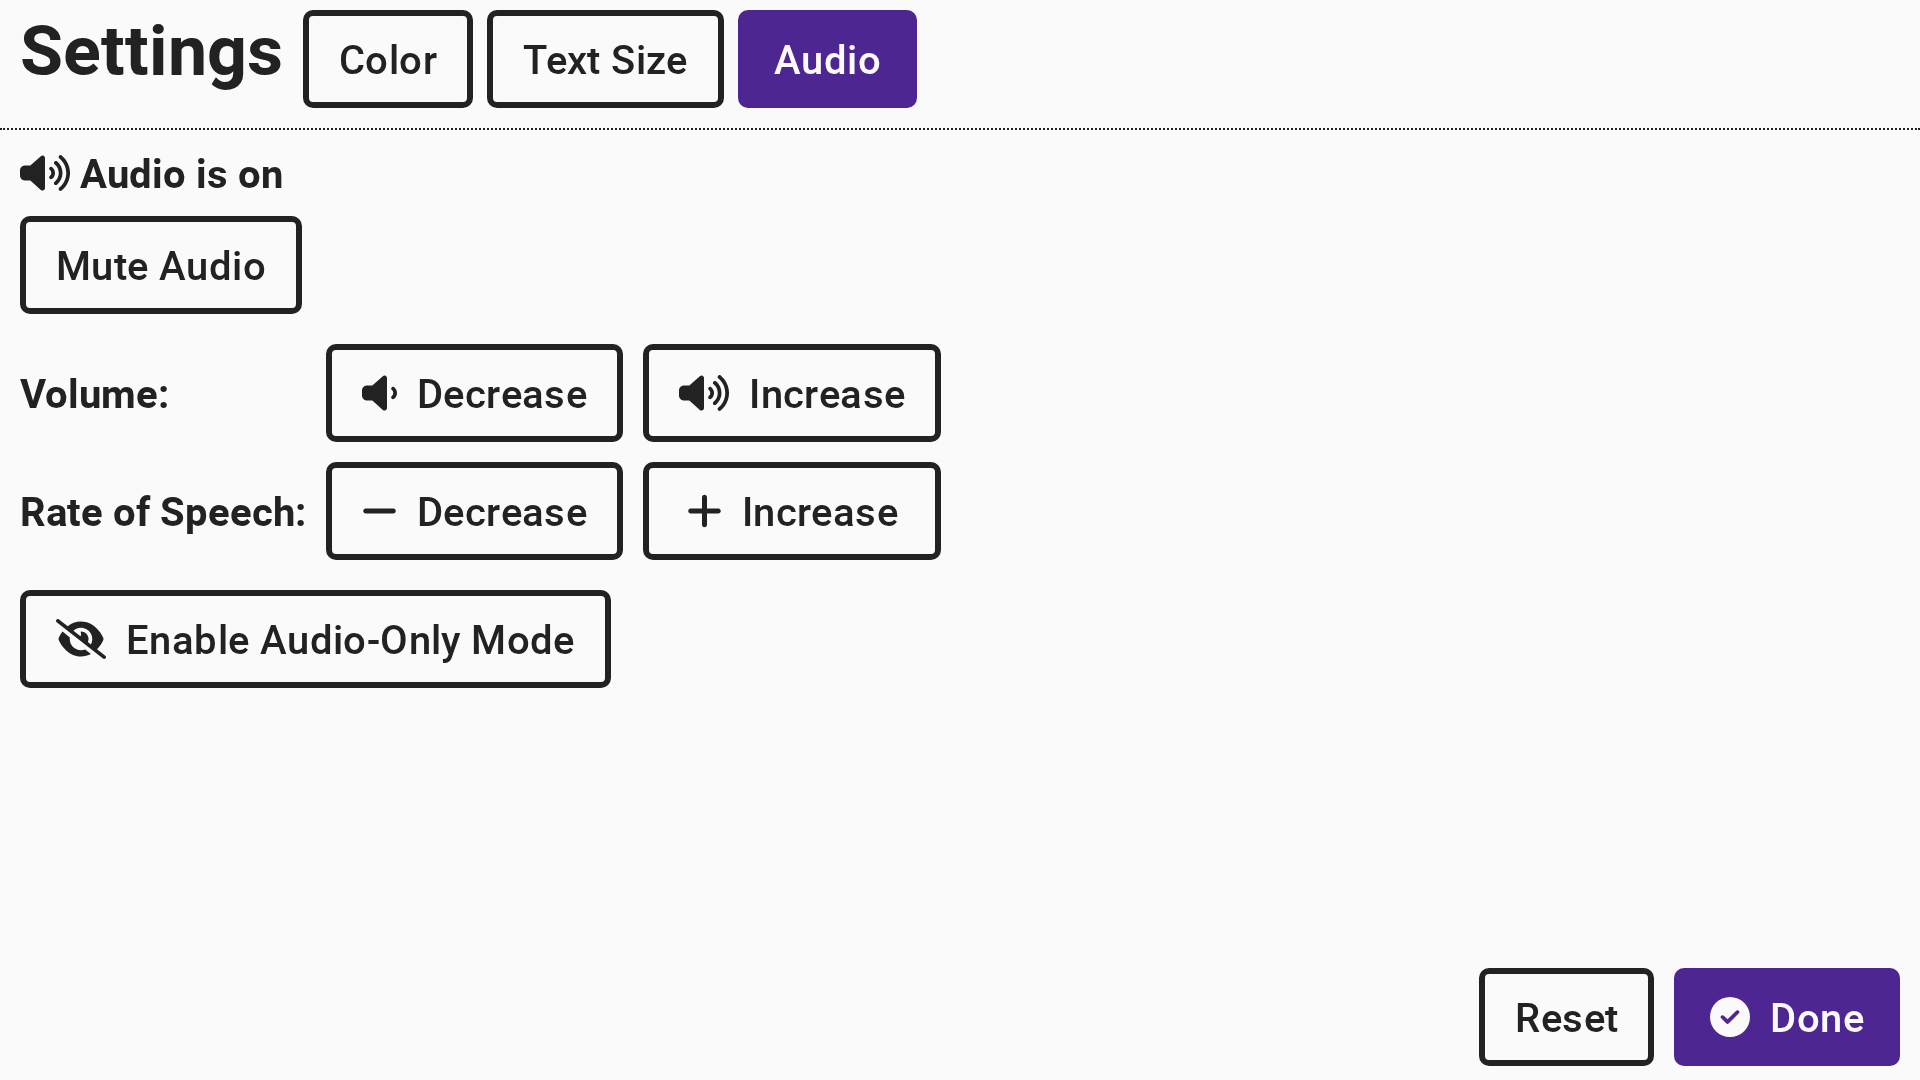 Settings Color Text Size Audio
Audio is on
Mute Audio
Volume: Decrease Increase
Rate of Speech: Decrease Increase
Enable Audio-Only Mode
Reset Done